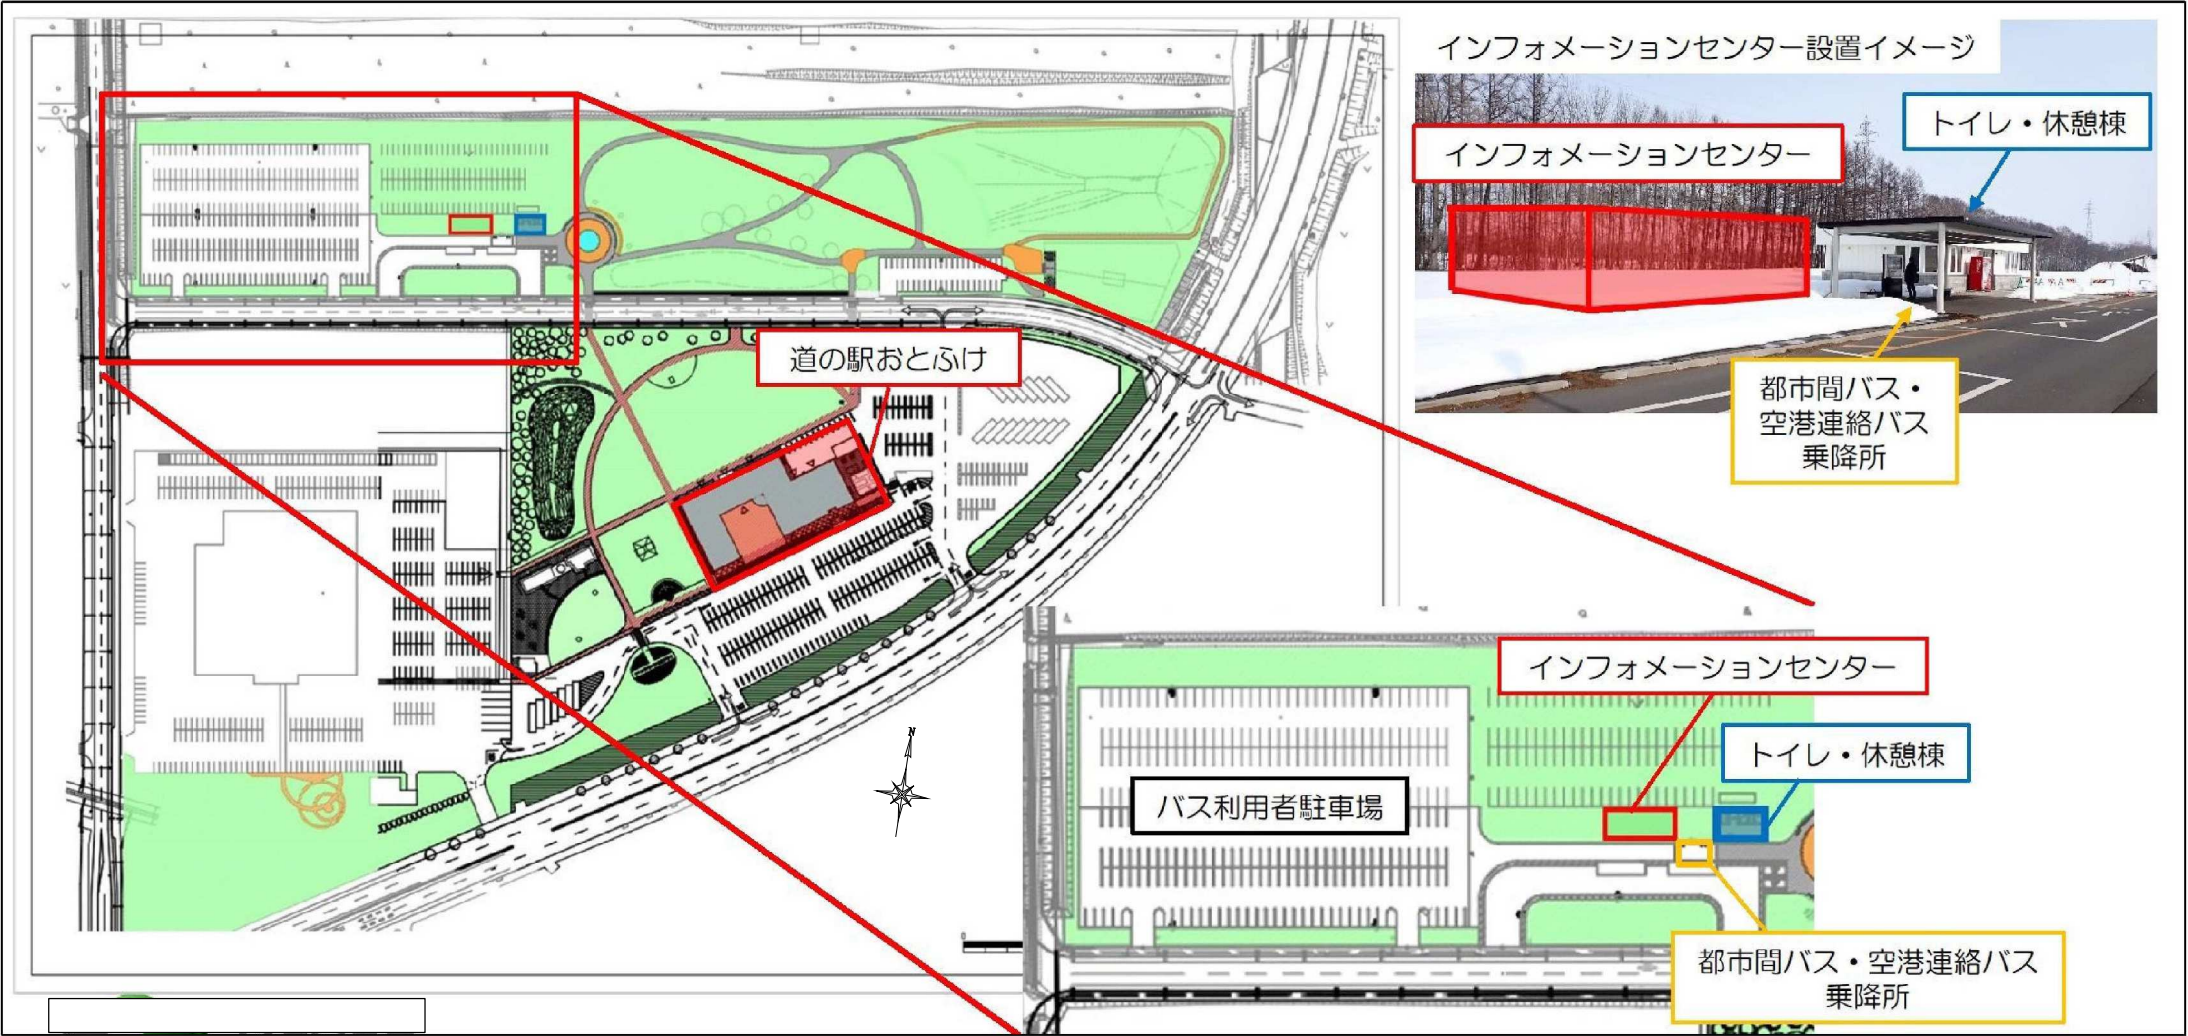 インフォメーションセンター設置イメージ
インフォメーションセンター
トイレ・休憩棟
都市間バス・
空港連絡バス
乗降所
道の駅おとふけ
N
インフォメーションセンター
トイレ・休憩棟
バス利用者駐車場
都市間バス・空港連絡バス
乗降所